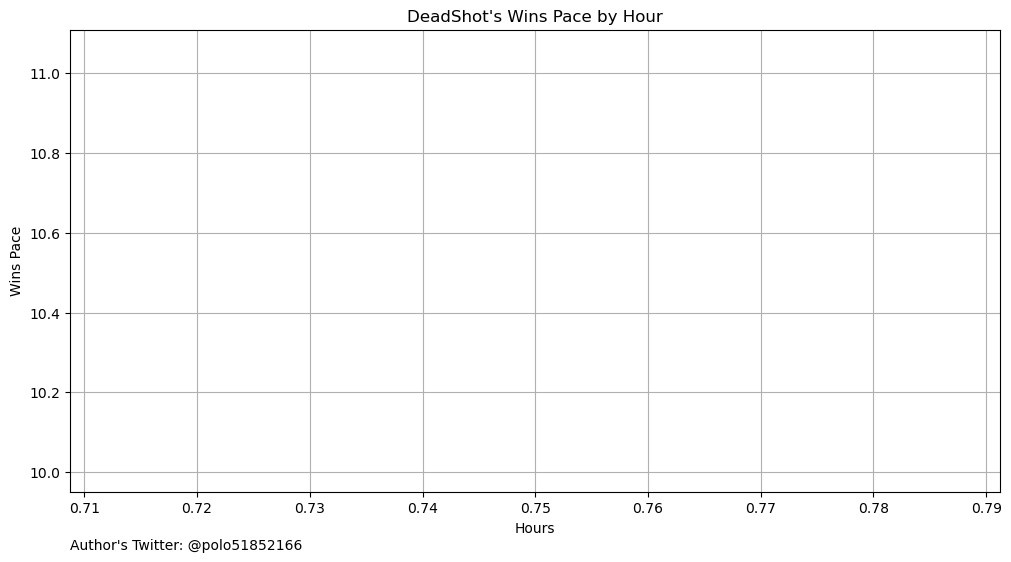 DeadShot's Wins Pace by Hour
11.0
10.8
10.6
10.4
10.2
10.0
Wins Pace
0.71 0.72 0.73 0.74 0.75 0.76 0.77 0.78 0.79
Hours
Author's Twitter: @polo51852166